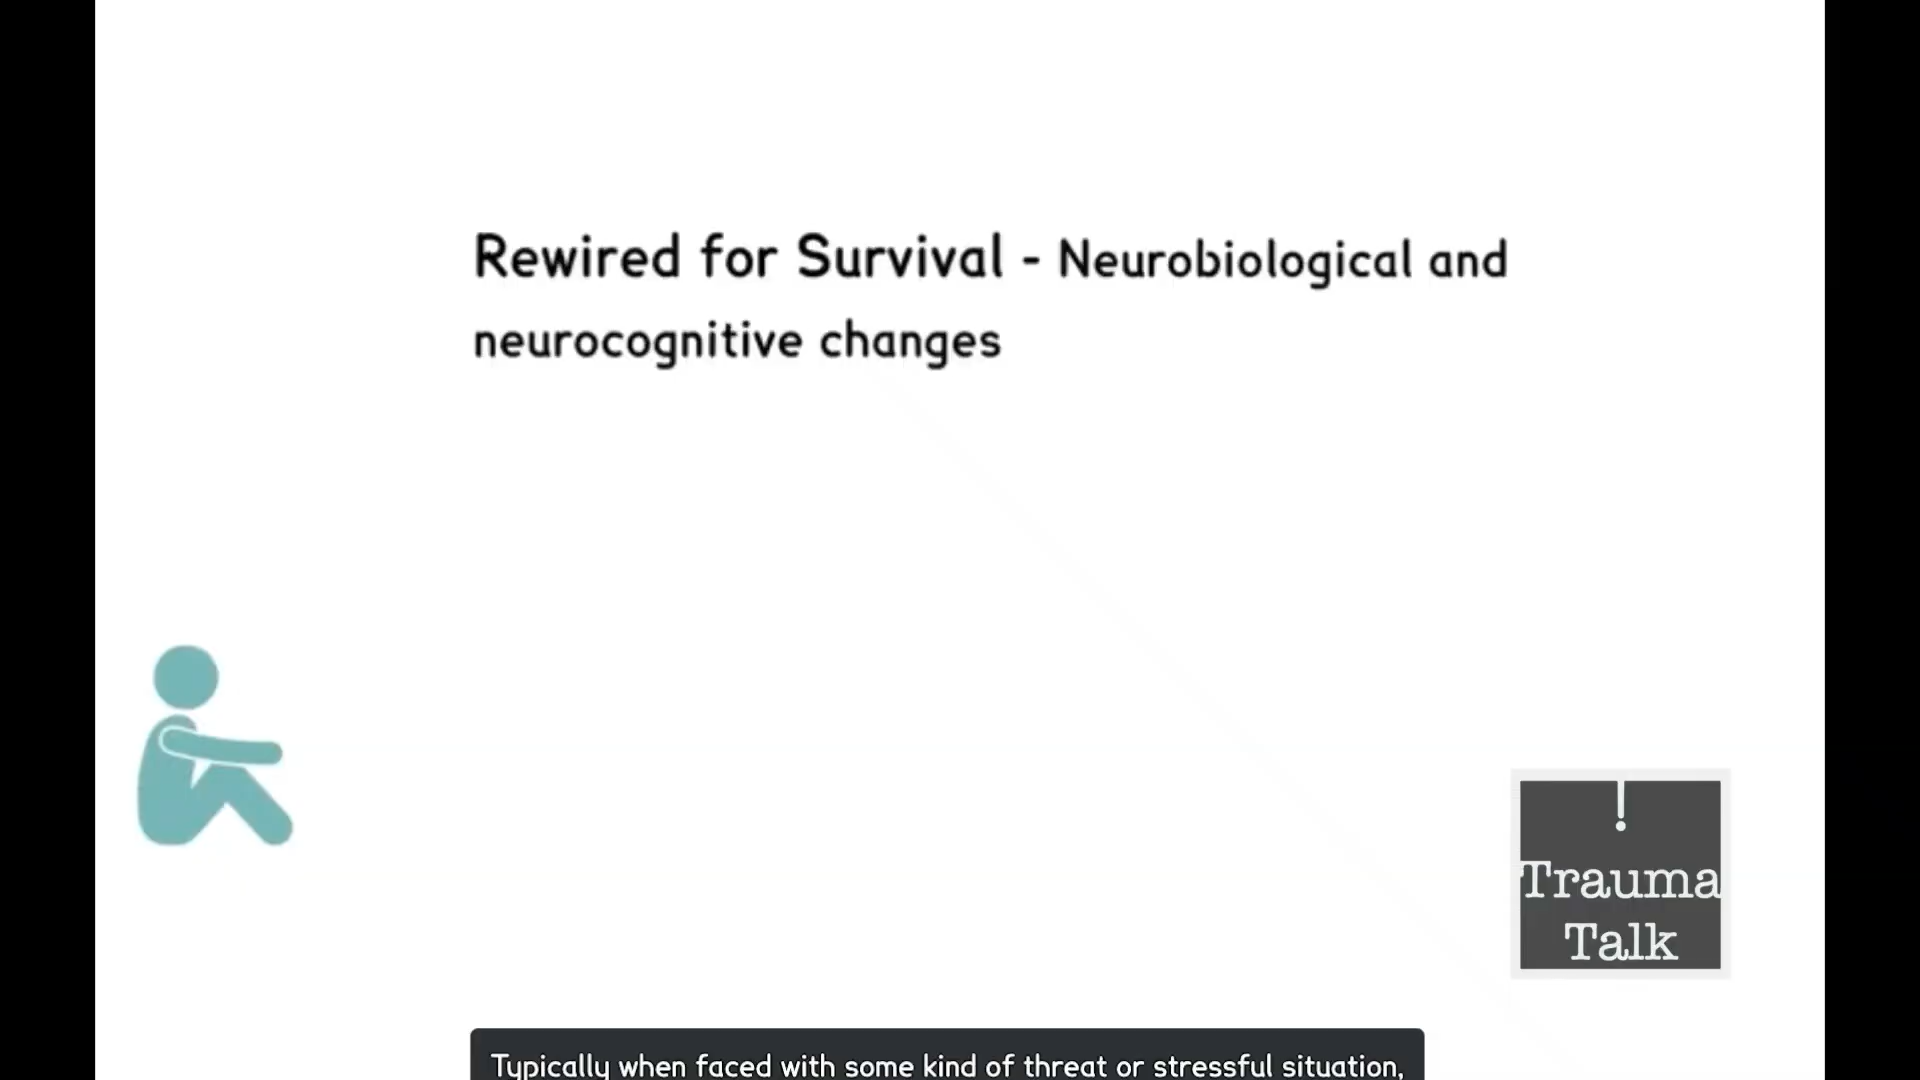 Rewired for Survival - Neurobiological and
neurocognitive changes
!
Trauma
Talk
Typically when faced with some kind of threat or stressful situation,